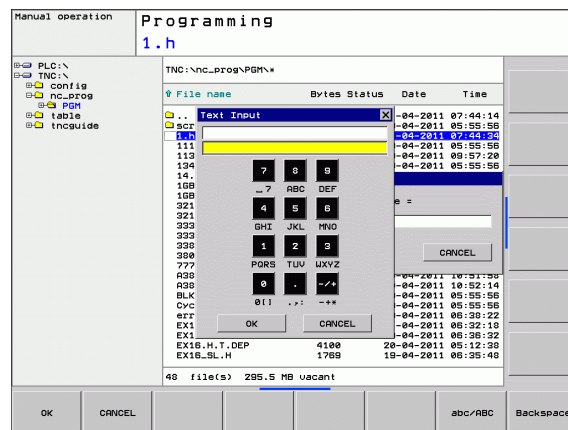 Manual operation
Programming
1.h
PLC:\
TNC:\
config
nc_prog
PGM
table
tncguide
TNC:\nc_prog\PGM\*
File name Bytes Status Date Time
..
-04-2011 07:44:14
scr
-04-2011 05:55:56
1.h
-04-2011 07:44:34
111
-04-2011 05:55:56
113
-04-2011 09:57:20
134
-04-2011 05:55:56
14.
1GB
1GB
321
321
333
333
338
380
777
A38
-04-2011 10:51:58
A38
-04-2011 10:52:14
BLK
-04-2011 05:55:56
Cyc
-04-2011 05:55:56
err
-04-2011 06:38:22
EX1
-04-2011 06:32:18
EX1
-04-2011 06:36:32
EX16.H.T.DEP 4100 20-04-2011 05:12:38
EX16_SL.H 1769 19-04-2011 06:35:48
48 file(s) 295.5 MB vacant
Text Input
7 8 9
_7 ABC DEF
4 5 6
GHI JKL MNO
1 2 3
PQRS TUV WXYZ
0 . -/+
0[] .,: -+*
OK CANCEL
e =
CANCEL
OK CANCEL abc/ABC Backspace